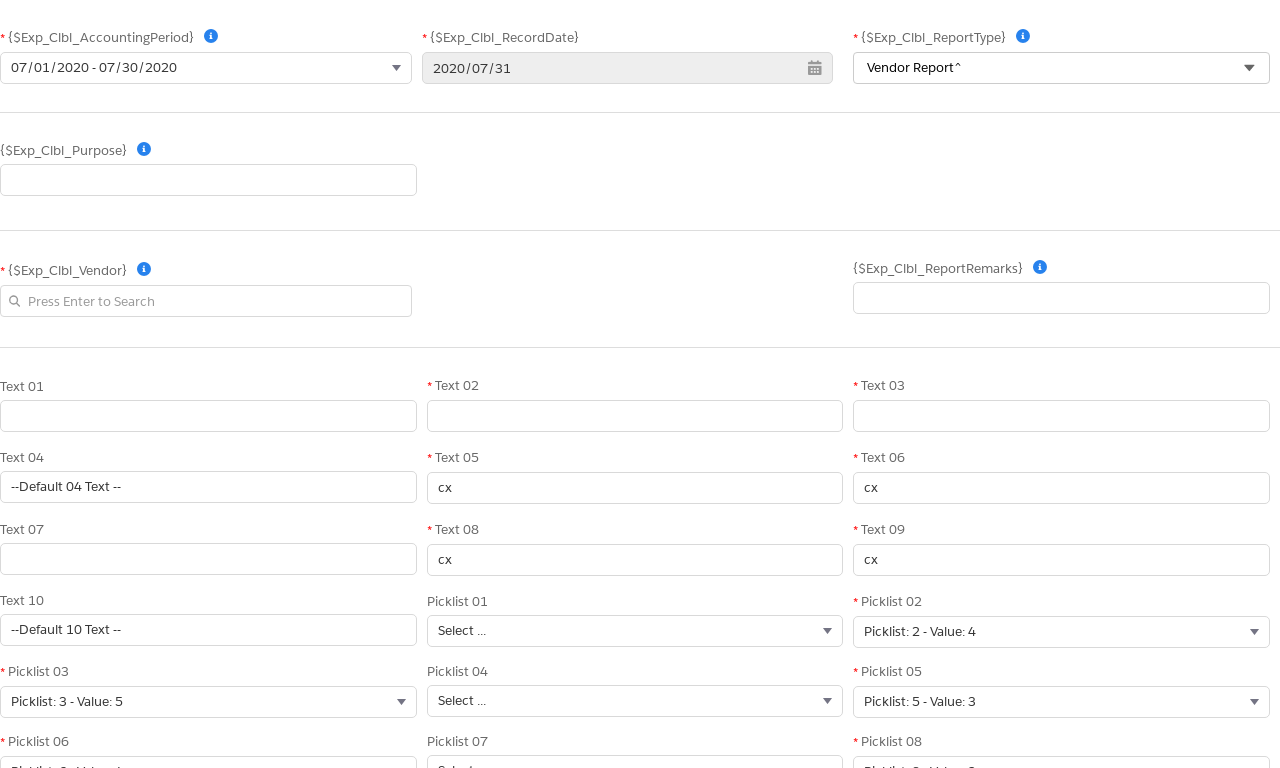 * {$Exp_Clbl_AccountingPeriod}
* {$Exp_Clbl_RecordDate}
* {$Exp_Clbl_ReportType}
07/01/2020 - 07/30/2020
2020/07/31
Vendor Report^
{$Exp_Clbl_Purpose}
* {$Exp_Clbl_Vendor}
{$Exp_Clbl_ReportRemarks}
Press Enter to Search
Text 01
* Text 02
* Text 03
Text 04
* Text 05
* Text 06
--Default 04 Text --
cx
cx
Text 07
* Text 08
* Text 09
cx
cx
Text 10
Picklist 01
* Picklist 02
--Default 10 Text --
Select ...
Picklist: 2 - Value: 4
* Picklist 03
Picklist 04
* Picklist 05
Picklist: 3 - Value: 5
Select ...
Picklist: 5 - Value: 3
* Picklist 06
Picklist 07
* Picklist 08